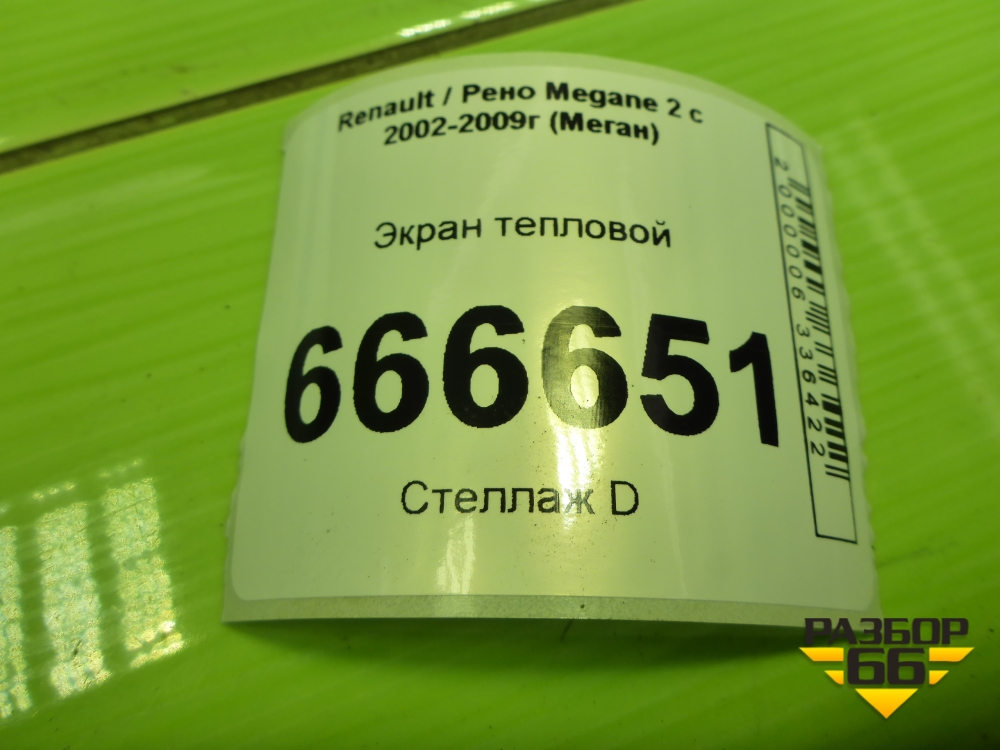 Renault / Рено Megane 2 с
2002-2009г (Меган)
Экран тепловой
666651
Стеллаж D
2000006336422
РАЗБОР
66